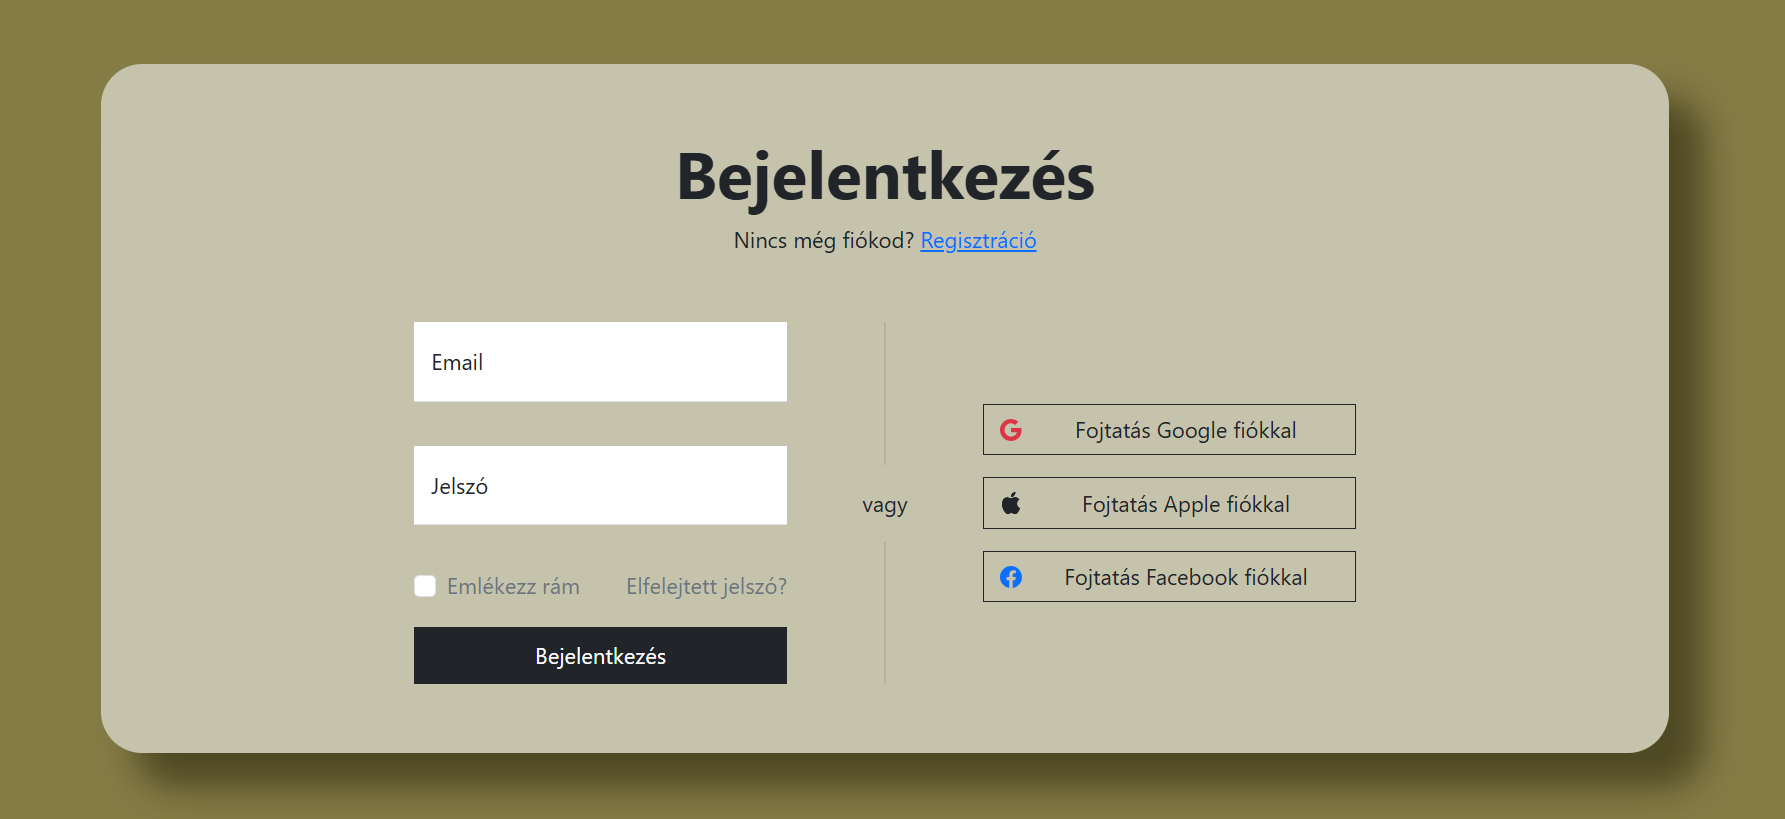 Bejelentkezés
Nincs még fiókod? Regisztráció
Email
Jelszó
Emlékezz rám Elfelejtett jelszó?
Bejelentkezés
vagy
Fojtatás Google fiókkal
Fojtatás Apple fiókkal
Fojtatás Facebook fiókkal